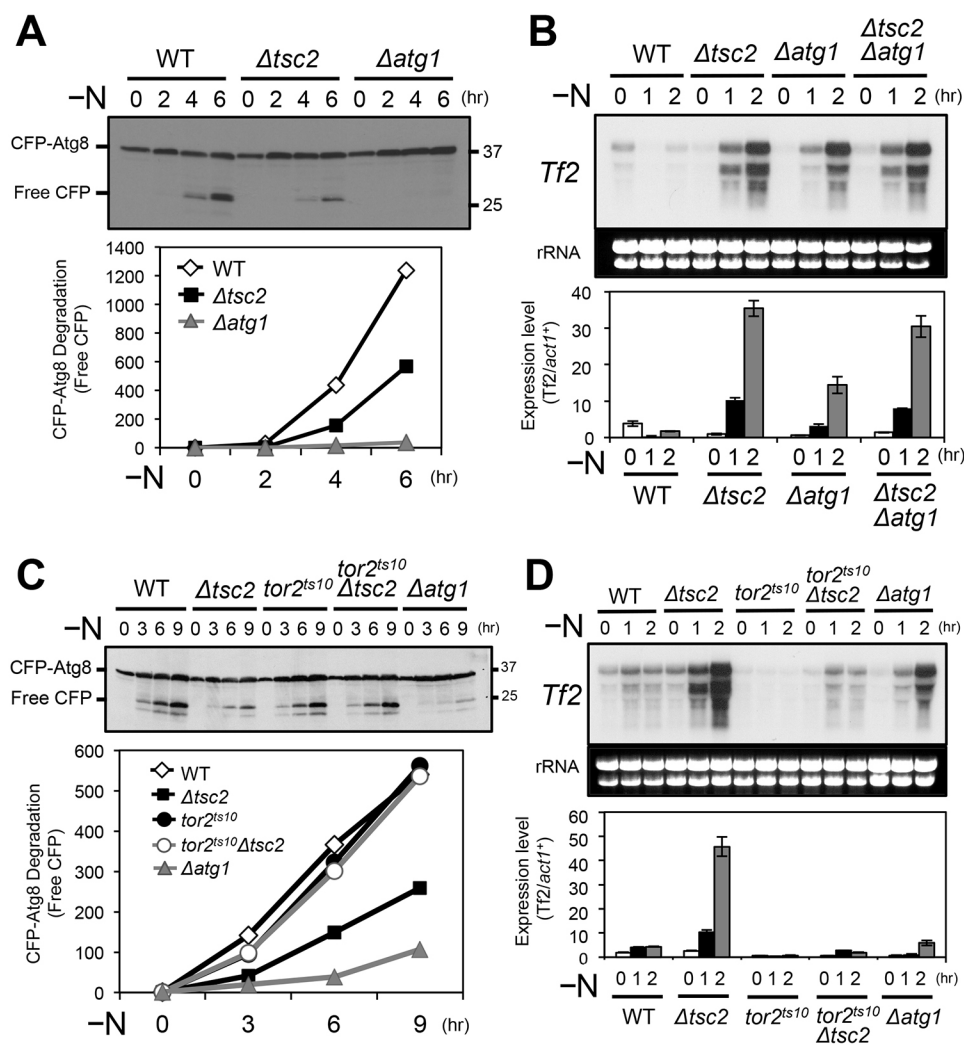 A
WT Δtsc2 Δatg1
−N 0 2 4 6 0 2 4 6 0 2 4 6 (hr)
CFP-Atg8
37
Free CFP
25
1400
1200
1000
800
600
400
200
0
CFP-Atg8 Degradation
(Free CFP)
WT
Δtsc2
Δatg1
−N 0 2 4 6 (hr)
B
WT Δtsc2 Δatg1 Δtsc2
Δatg1
−N 0 1 2 0 1 2 0 1 2 0 1 2 (hr)
Tf2
rRNA
40
30
20
10
0
Expression level
(Tf2/act1⁺)
−N 0 1 2 0 1 2 0 1 2 0 1 2 (hr)
WT Δtsc2 Δatg1 Δtsc2
Δatg1
C
WT Δtsc2 tor2ts10 tor2ts10
Δtsc2 Δatg1
−N 0 3 6 9 0 3 6 9 0 3 6 9 0 3 6 9 0 3 6 9 (hr)
CFP-Atg8
37
Free CFP
25
600
500
400
300
200
100
0
CFP-Atg8 Degradation
(Free CFP)
WT
Δtsc2
tor2ts10
tor2ts10Δtsc2
Δatg1
−N 0 3 6 9 (hr)
D
WT Δtsc2 tor2ts10 tor2ts10
Δtsc2 Δatg1
−N 0 1 2 0 1 2 0 1 2 0 1 2 0 1 2 (hr)
Tf2
rRNA
60
50
40
30
20
10
0
Expression level
(Tf2/act1⁺)
−N 0 1 2 0 1 2 0 1 2 0 1 2 0 1 2 (hr)
WT Δtsc2 tor2ts10 tor2ts10
Δtsc2 Δatg1